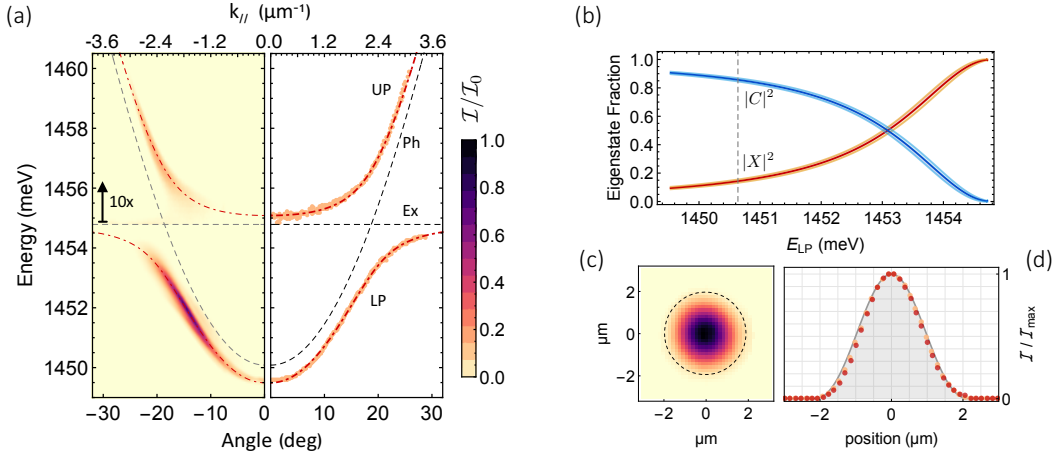 (a)
k// (μm⁻¹)
-3.6 -2.4 -1.2 0.0 1.2 2.4 3.6
1460
1458
1456
1454
1452
1450
Energy (meV)
10x
UP
Ph
Ex
LP
-30 -20 -10 0 10 20 30
Angle (deg)
I/I₀
1.0
0.8
0.6
0.4
0.2
0.0
(b)
Eigenstate Fraction
1.0
0.8
0.6
0.4
0.2
0.0
|C|²
|X|²
1450 1451 1452 1453 1454
E_LP (meV)
(c)
μm
2
0
-2
-2 0 2
μm
(d)
1
0
I / I_max
-2 0 2
position (μm)